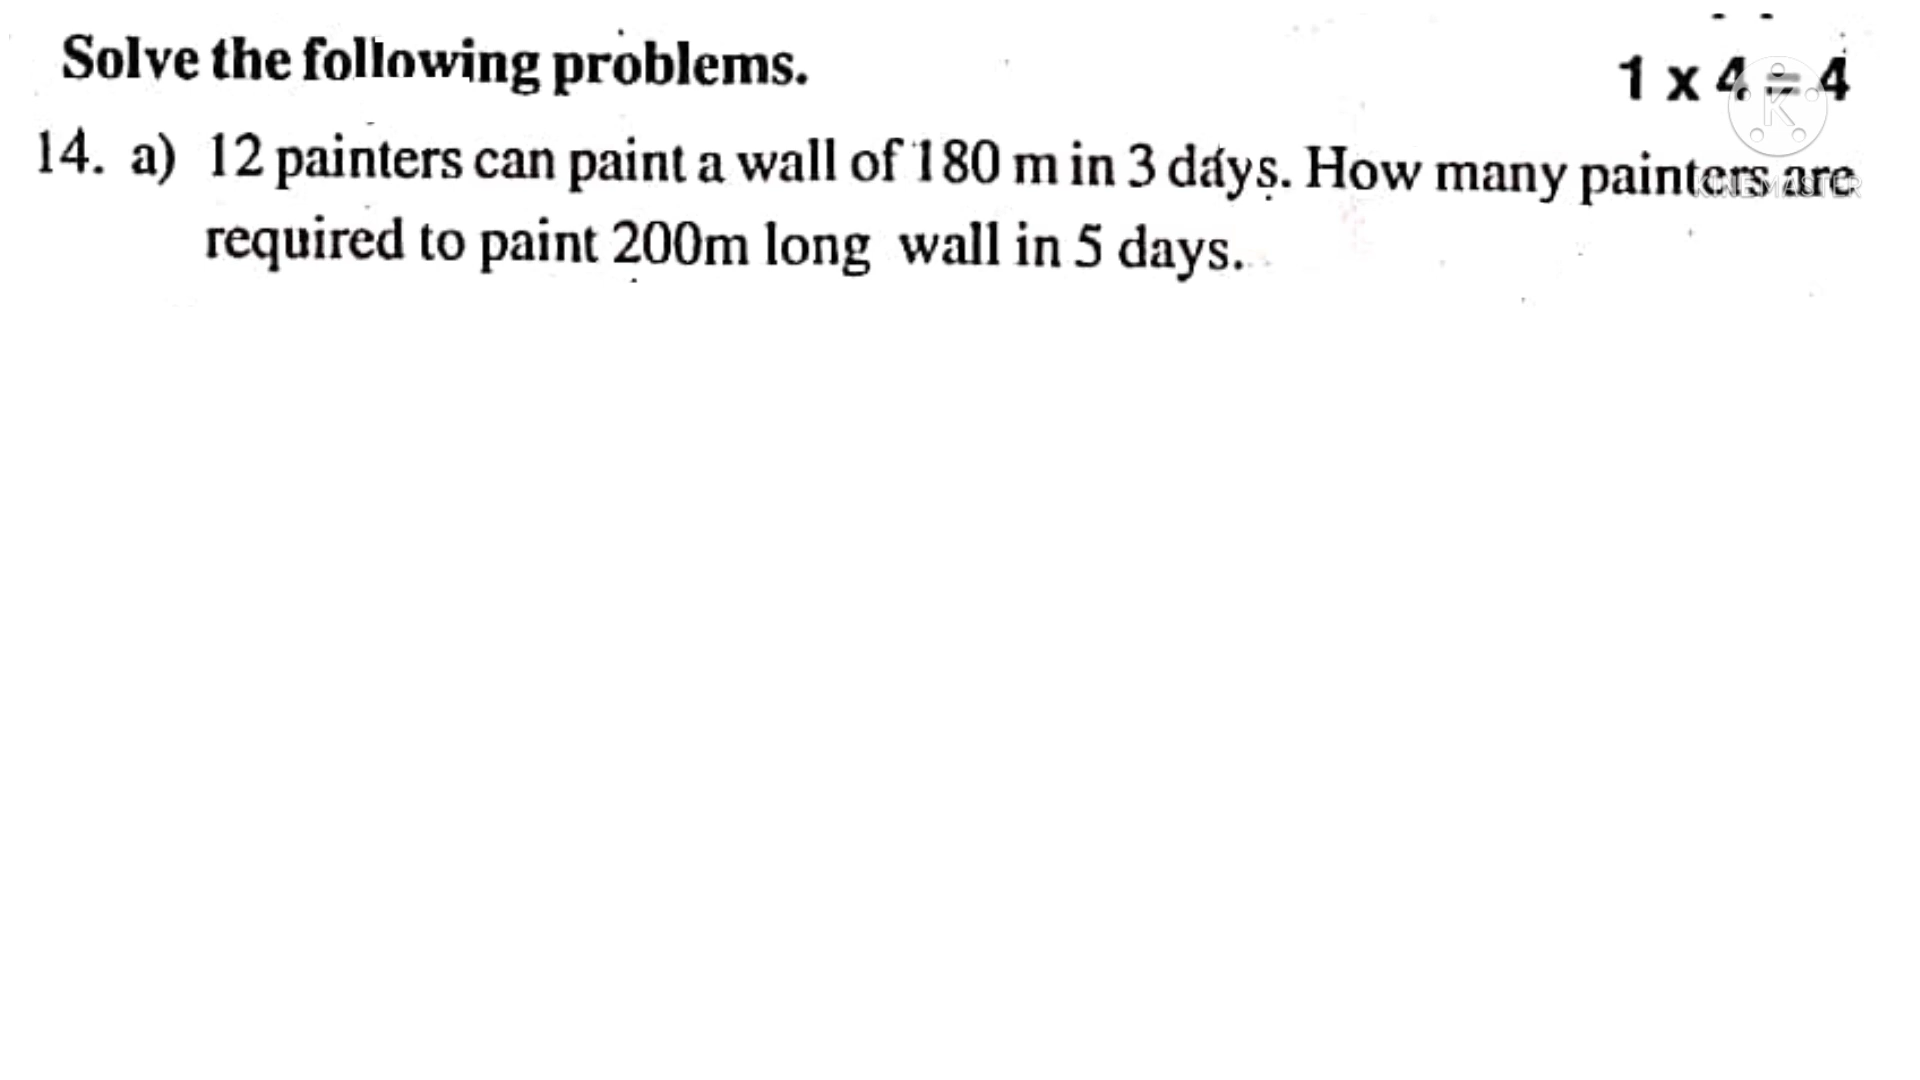 Solve the following problems.
1 x 4 = 4
14. a) 12 painters can paint a wall of 180 m in 3 days. How many painters are
required to paint 200m long wall in 5 days.
K
KINEMASTER